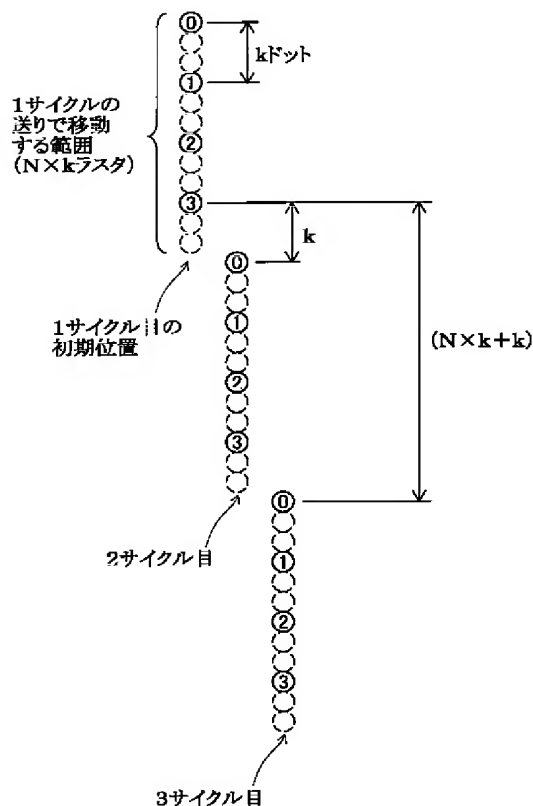 0
kドット
1
1サイクルの
送りで移動
する範囲
(N×kラスタ)
2
3
k
0
1サイクル目の
初期位置
1
(N×k+k)
2
3
0
2サイクル目
1
2
3
3サイクル目